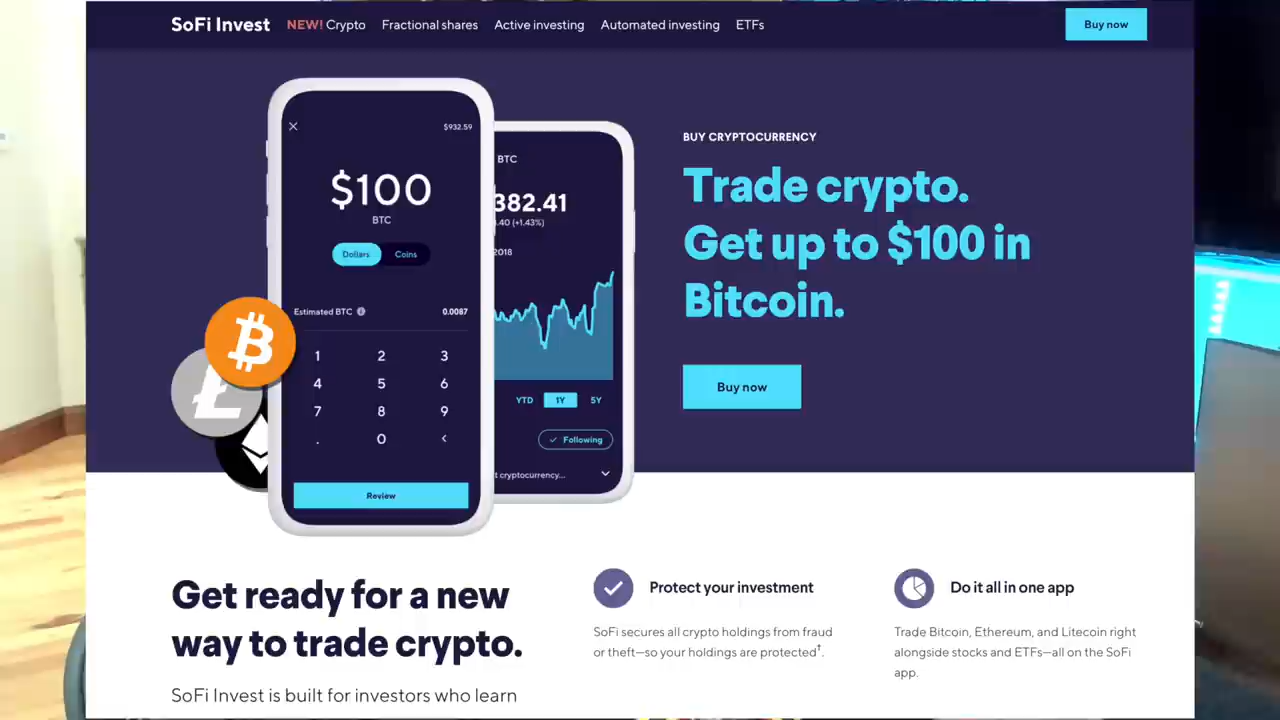 SoFi Invest NEW! Crypto Fractional shares Active investing Automated investing ETFs Buy now
$932.59
$100
BTC
Dollars Coins
Estimated BTC 0.0087
1 2 3
4 5 6
7 8 9
. 0 <
Review
BTC
382.41
.40 (+1.43%)
2018
YTD 1Y 5Y
Following
t cryptocurrency...
BUY CRYPTOCURRENCY
Trade crypto.
Get up to $100 in
Bitcoin.
Buy now
Get ready for a new
way to trade crypto.
SoFi Invest is built for investors who learn
Protect your investment
SoFi secures all crypto holdings from fraud
or theft—so your holdings are protected†.
Do it all in one app
Trade Bitcoin, Ethereum, and Litecoin right
alongside stocks and ETFs—all on the SoFi
app.